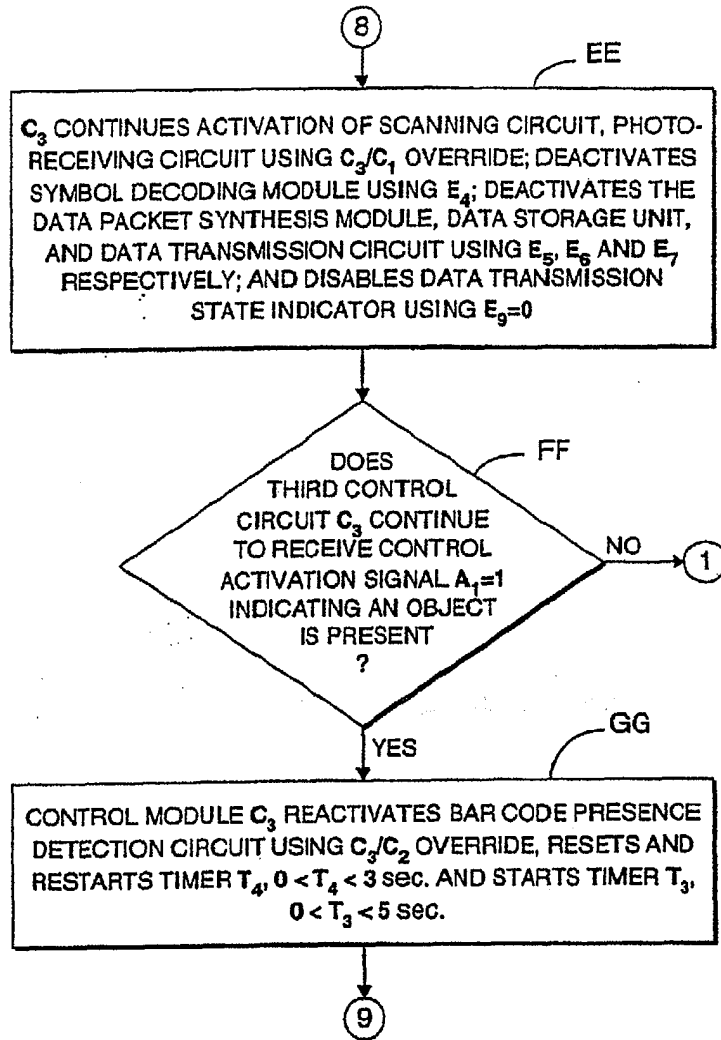 8
EE
C3 CONTINUES ACTIVATION OF SCANNING CIRCUIT, PHOTO-
RECEIVING CIRCUIT USING C3/C1 OVERRIDE; DEACTIVATES
SYMBOL DECODING MODULE USING E4; DEACTIVATES THE
DATA PACKET SYNTHESIS MODULE, DATA STORAGE UNIT,
AND DATA TRANSMISSION CIRCUIT USING E5, E6 AND E7
RESPECTIVELY; AND DISABLES DATA TRANSMISSION
STATE INDICATOR USING E9=0
FF
DOES
THIRD CONTROL
CIRCUIT C3 CONTINUE
TO RECEIVE CONTROL
ACTIVATION SIGNAL A1=1
INDICATING AN OBJECT
IS PRESENT
?
NO
1
YES
GG
CONTROL MODULE C3 REACTIVATES BAR CODE PRESENCE
DETECTION CIRCUIT USING C3/C2 OVERRIDE, RESETS AND
RESTARTS TIMER T4, 0 < T4 < 3 sec. AND STARTS TIMER T3,
0 < T3 < 5 sec.
9